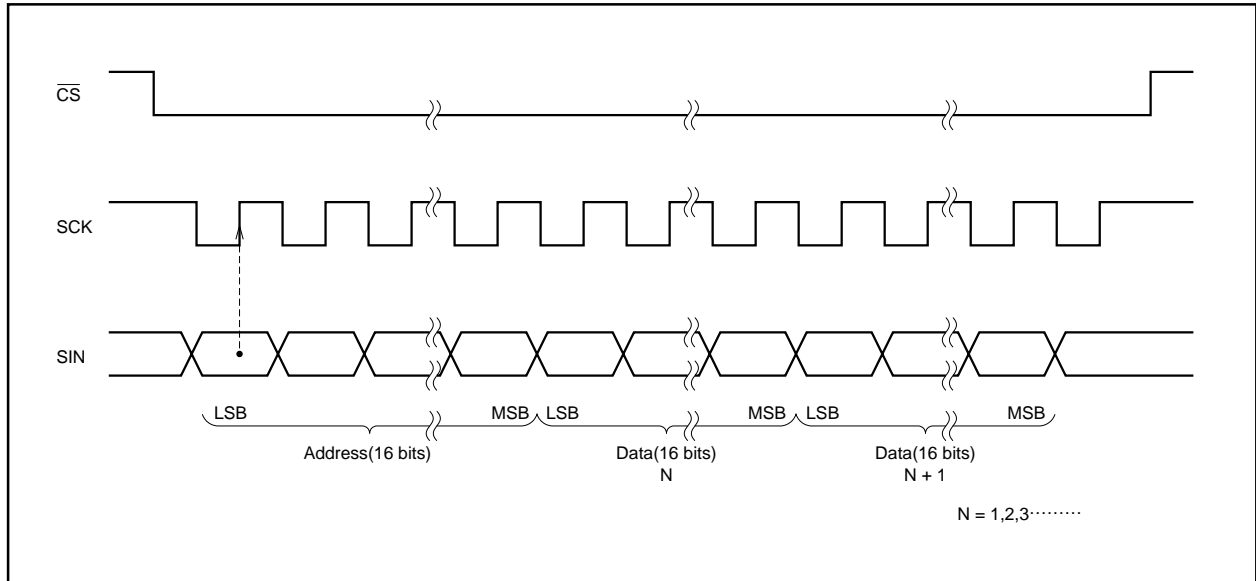 CS
SCK
SIN
LSB MSB LSB MSB LSB MSB
Address(16 bits) Data(16 bits) Data(16 bits)
N N + 1
N = 1,2,3·········